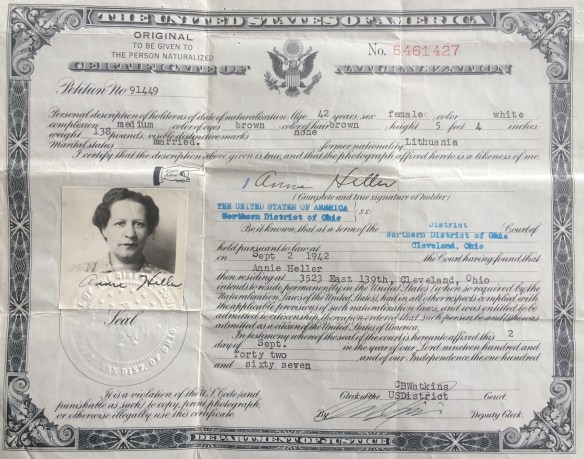 THE UNITED STATES OF AMERICA
ORIGINAL
TO BE GIVEN TO
THE PERSON NATURALIZED
No. 5461427
CERTIFICATE OF NATURALIZATION
Petition No 91449
Personal description of holder as of date of naturalization: Age 42 years; sex female color white
complexion medium color of eyes brown color of hair brown height 5 feet 4 inches;
weight 138 pounds; visible distinctive marks none
Marital status married. former nationality Lithuania
I certify that the description above given is true, and that the photograph affixed hereto is a likeness of me.
Annie Heller
(Complete and true signature of holder)
THE UNITED STATES OF AMERICA
Northern District of Ohio
ss:
Be it known, that at a term of the District Court of
Northern District of Ohio
held pursuant to law at Cleveland, Ohio
on Sept 2 1942 the Court having found that
Annie Heller
then residing at 3523 East 139th, Cleveland, Ohio
intends to reside permanently in the United States (when so required by the
Naturalization Laws of the United States), had in all other respects complied with
the applicable provisions of such naturalization laws, and was entitled to be
admitted to citizenship, thereupon ordered that such person be and (s)he was
admitted as a citizen of the United States of America.
In testimony whereof the seal of the court is hereunto affixed this 2
day of Sept. in the year of our Lord nineteen hundred and
forty two and of our Independence the one hundred
and sixty seven
Annie Heller
Seal
DIST. OF OHIO
It is a violation of the U.S. Code (and
punishable as such) to copy, print, photograph,
or otherwise illegally use this certificate.
CBWatkins
Clerk of the USDistrict Court.
By Deputy Clerk.
DEPARTMENT OF JUSTICE